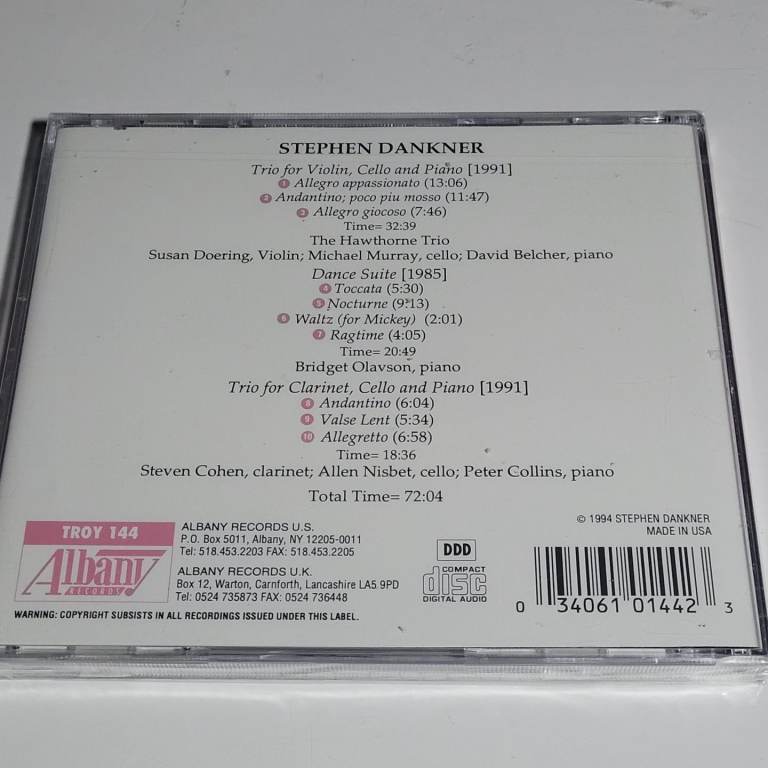 STEPHEN DANKNER
Trio for Violin, Cello and Piano [1991]
1 Allegro appassionato (13:06)
2 Andantino; poco piu mosso (11:47)
3 Allegro giocoso (7:46)
Time= 32:39
The Hawthorne Trio
Susan Doering, Violin; Michael Murray, cello; David Belcher, piano
Dance Suite [1985]
4 Toccata (5:30)
5 Nocturne (9:13)
6 Waltz (for Mickey) (2:01)
7 Ragtime (4:05)
Time= 20:49
Bridget Olavson, piano
Trio for Clarinet, Cello and Piano [1991]
8 Andantino (6:04)
9 Valse Lent (5:34)
10 Allegretto (6:58)
Time= 18:36
Steven Cohen, clarinet; Allen Nisbet, cello; Peter Collins, piano
Total Time= 72:04
TROY 144
Albany
RECORDS
ALBANY RECORDS U.S.
P.O. Box 5011, Albany, NY 12205-0011
Tel: 518.453.2203 FAX: 518.453.2205
ALBANY RECORDS U.K.
Box 12, Warton, Carnforth, Lancashire LA5 9PD
Tel: 0524 735873 FAX: 0524 736448
WARNING: COPYRIGHT SUBSISTS IN ALL RECORDINGS ISSUED UNDER THIS LABEL.
DDD
COMPACT
disc
DIGITAL AUDIO
© 1994 STEPHEN DANKNER
MADE IN USA
0 34061 01442 3